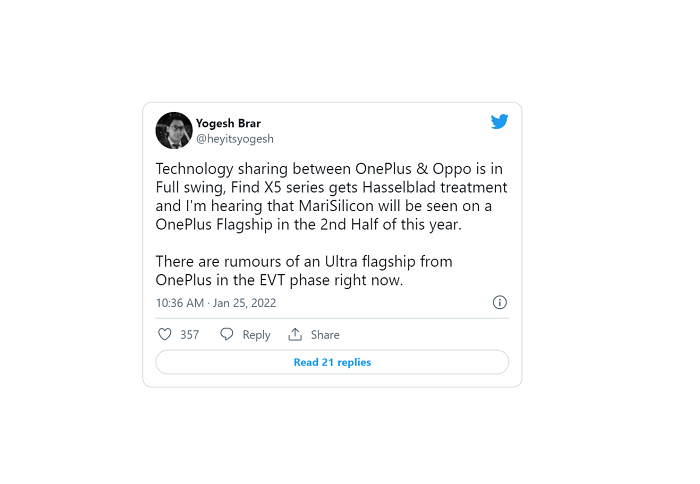 Yogesh Brar
@heyitsyogesh
Technology sharing between OnePlus & Oppo is in
Full swing, Find X5 series gets Hasselblad treatment
and I'm hearing that MariSilicon will be seen on a
OnePlus Flagship in the 2nd Half of this year.
There are rumours of an Ultra flagship from
OnePlus in the EVT phase right now.
10:36 AM · Jan 25, 2022
357 Reply Share
Read 21 replies